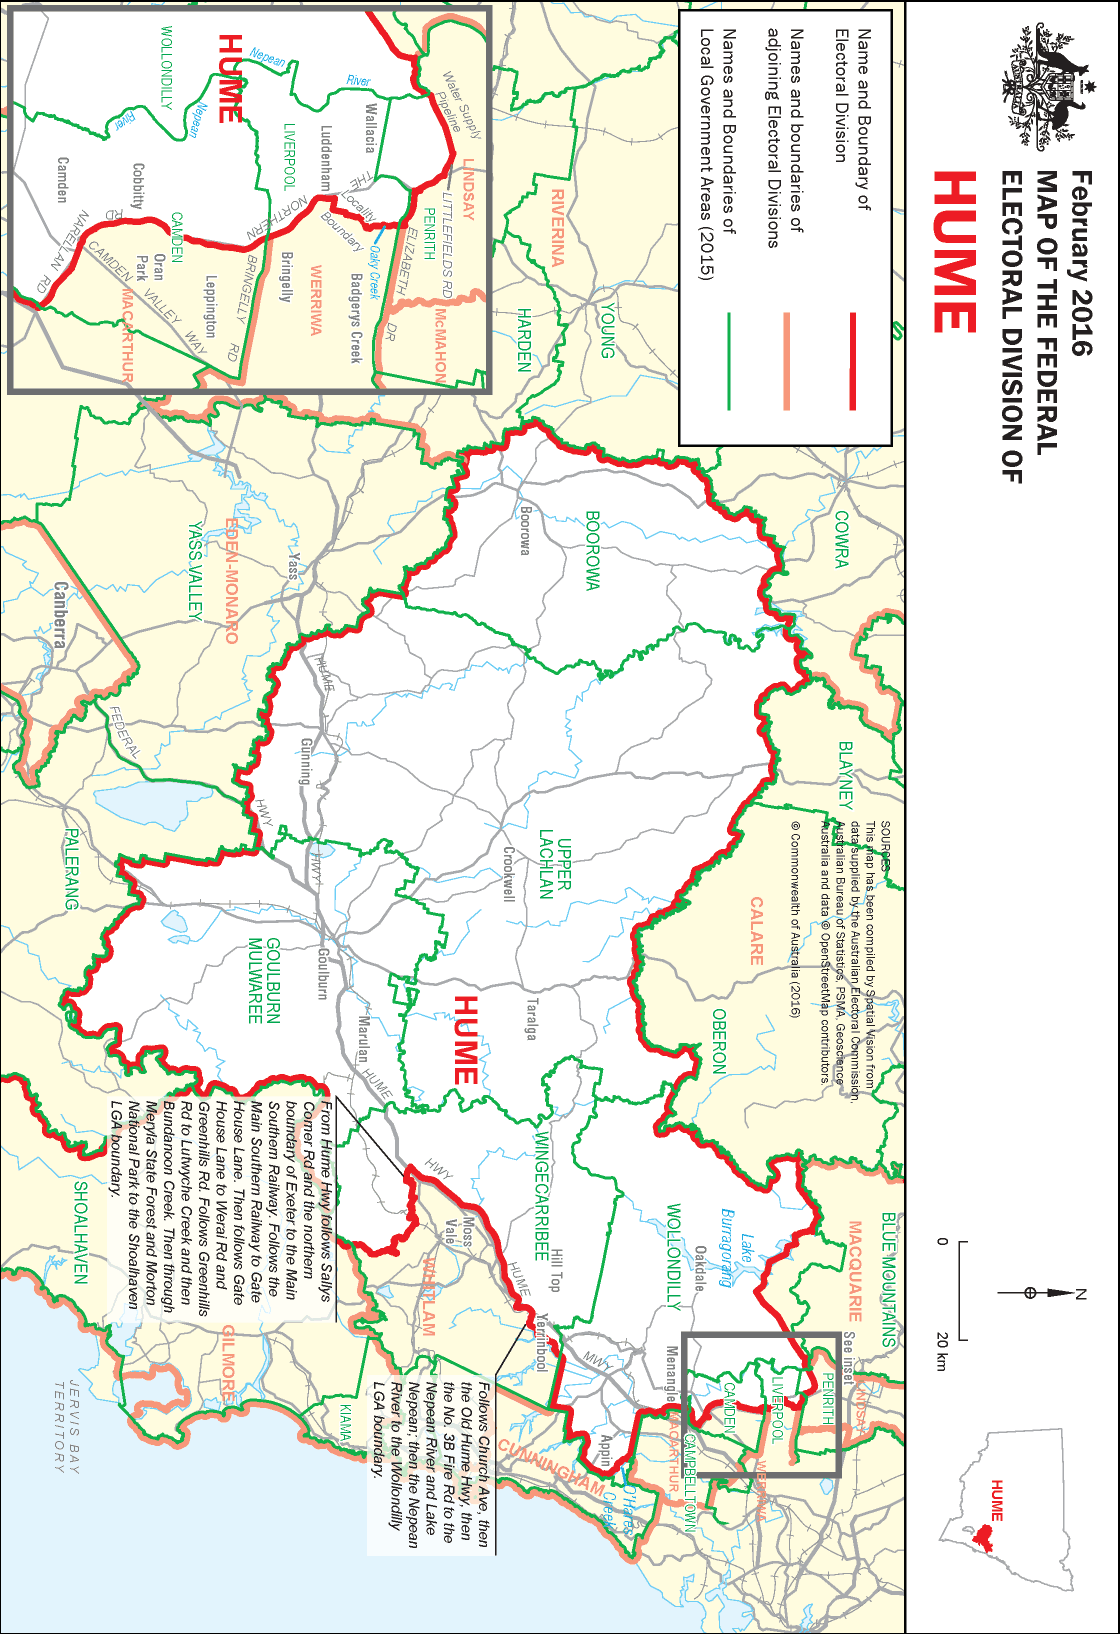 February 2016
MAP OF THE FEDERAL
ELECTORAL DIVISION OF
HUME
N
0
20 km
HUME
Name and Boundary of
Electoral Division
Names and boundaries of
adjoining Electoral Divisions
Names and Boundaries of
Local Government Areas (2015)
SOURCES
This map has been compiled by Spatial Vision from
data supplied by the Australian Electoral Commission,
Australian Bureau of Statistics, PSMA, Geoscience
Australia and data © OpenStreetMap contributors.
© Commonwealth of Australia (2016)
COWRA
BLAYNEY
CALARE
OBERON
BLUE MOUNTAINS
MACQUARIE
See inset
LINDSAY
PENRITH
LIVERPOOL
CAMDEN
WERRIWA
CAMPBELLTOWN
MACARTHUR
Lake
Burragorang
Oakdale
WOLLONDILLY
Menangle
MWY
Appin
O'Hares
Creek
CUNNINGHAM
YOUNG
RIVERINA
HARDEN
BOOROWA
Boorowa
UPPER
LACHLAN
Crookwell
Taralga
HUME
WINGECARRIBEE
Hill Top
Yerrinbool
HUME
HWY
Moss
Vale
WHITLAM
Yass
HUME
Gunning
HWY
HWY
Goulburn
Marulan
HUME
GOULBURN
MULWAREE
EDEN-MONARO
YASS VALLEY
Canberra
FEDERAL
PALERANG
SHOALHAVEN
GILMORE
KIAMA
JERVIS BAY
TERRITORY
From Hume Hwy follows Sallys
Corner Rd and the northern
boundary of Exeter to the Main
Southern Railway. Follows the
Main Southern Railway to Gate
House Lane. Then follows Gate
House Lane to Werai Rd and
Greenhills Rd. Follows Greenhills
Rd to Lutwyche Creek and then
Bundanoon Creek. Then through
Meryla State Forest and Morton
National Park to the Shoalhaven
LGA boundary.
Follows Church Ave, then
the Old Hume Hwy, then
the No. 3B Fire Rd to the
Nepean River and Lake
Nepean; then the Nepean
River to the Wollondilly
LGA boundary.
Water Supply
Pipeline
LINDSAY
LITTLEFIELDS RD
McMAHON
PENRITH
ELIZABETH
DR
Nepean
River
Wallacia
THE
Locality
Boundary
Oaky Creek
Badgerys Creek
Luddenham
NORTHERN
WERRIWA
LIVERPOOL
Bringelly
HUME
BRINGELLY
RD
Nepean
River
WOLLONDILLY
Leppington
CAMDEN
Oran
Park
Cobbitty
RD
CAMDEN
VALLEY
WAY
MACARTHUR
NARELLAN RD
Camden